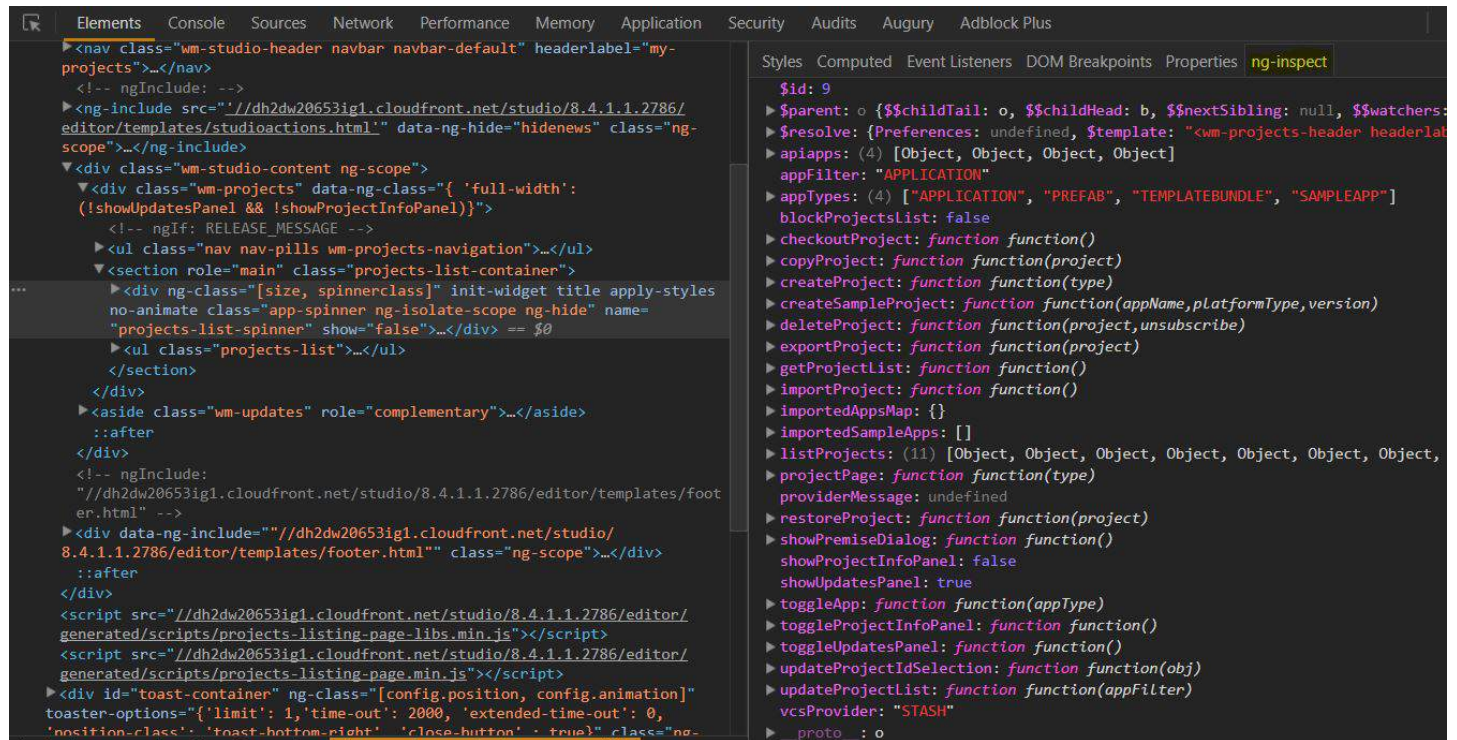 Elements Console Sources Network Performance Memory Application Security Audits Augury Adblock Plus
<nav class="wm-studio-header navbar navbar-default" headerlabel="my-
projects">…</nav>
<!-- ngInclude: -->
<ng-include src="'//dh2dw20653ig1.cloudfront.net/studio/8.4.1.1.2786/
editor/templates/studioactions.html'" data-ng-hide="hidenews" class="ng-
scope">…</ng-include>
<div class="wm-studio-content ng-scope">
<div class="wm-projects" data-ng-class="{ 'full-width':
(!showUpdatesPanel && !showProjectInfoPanel)}">
<!-- ngIf: RELEASE_MESSAGE -->
<ul class="nav nav-pills wm-projects-navigation">…</ul>
<section role="main" class="projects-list-container">
<div ng-class="[size, spinnerclass]" init-widget title apply-styles
no-animate class="app-spinner ng-isolate-scope ng-hide" name=
"projects-list-spinner" show="false">…</div> == $0
<ul class="projects-list">…</ul>
</section>
</div>
<aside class="wm-updates" role="complementary">…</aside>
::after
</div>
<!-- ngInclude:
"//dh2dw20653ig1.cloudfront.net/studio/8.4.1.1.2786/editor/templates/foot
er.html" -->
<div data-ng-include=""//dh2dw20653ig1.cloudfront.net/studio/
8.4.1.1.2786/editor/templates/footer.html"" class="ng-scope">…</div>
::after
</div>
<script src="//dh2dw20653ig1.cloudfront.net/studio/8.4.1.1.2786/editor/
generated/scripts/projects-listing-page-libs.min.js"></script>
<script src="//dh2dw20653ig1.cloudfront.net/studio/8.4.1.1.2786/editor/
generated/scripts/projects-listing-page.min.js"></script>
<div id="toast-container" ng-class="[config.position, config.animation]"
toaster-options="{'limit': 1,'time-out': 2000, 'extended-time-out': 0,
'position-class': 'toast-bottom-right', 'close-button' : true}" class="ng-
Styles Computed Event Listeners DOM Breakpoints Properties ng-inspect
$id: 9
$parent: o {$$childTail: o, $$childHead: b, $$nextSibling: null, $$watchers:
$resolve: {Preferences: undefined, $template: "<wm-projects-header headerlab
apiapps: (4) [Object, Object, Object, Object]
appFilter: "APPLICATION"
appTypes: (4) ["APPLICATION", "PREFAB", "TEMPLATEBUNDLE", "SAMPLEAPP"]
blockProjectsList: false
checkoutProject: function function()
copyProject: function function(project)
createProject: function function(type)
createSampleProject: function function(appName,platformType,version)
deleteProject: function function(project,unsubscribe)
exportProject: function function(project)
getProjectList: function function()
importProject: function function()
importedAppsMap: {}
importedSampleApps: []
listProjects: (11) [Object, Object, Object, Object, Object, Object, Object,
projectPage: function function(type)
providerMessage: undefined
restoreProject: function function(project)
showPremiseDialog: function function()
showProjectInfoPanel: false
showUpdatesPanel: true
toggleApp: function function(appType)
toggleProjectInfoPanel: function function()
toggleUpdatesPanel: function function()
updateProjectIdSelection: function function(obj)
updateProjectList: function function(appFilter)
vcsProvider: "STASH"
__proto__: o